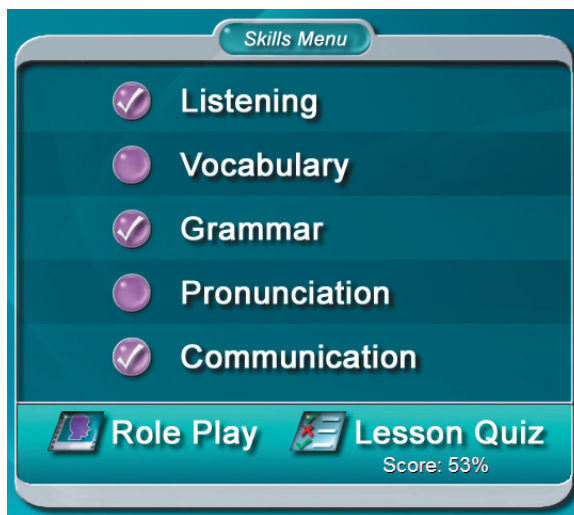 Skills Menu
Listening
Vocabulary
Grammar
Pronunciation
Communication
Role Play Lesson Quiz
Score: 53%